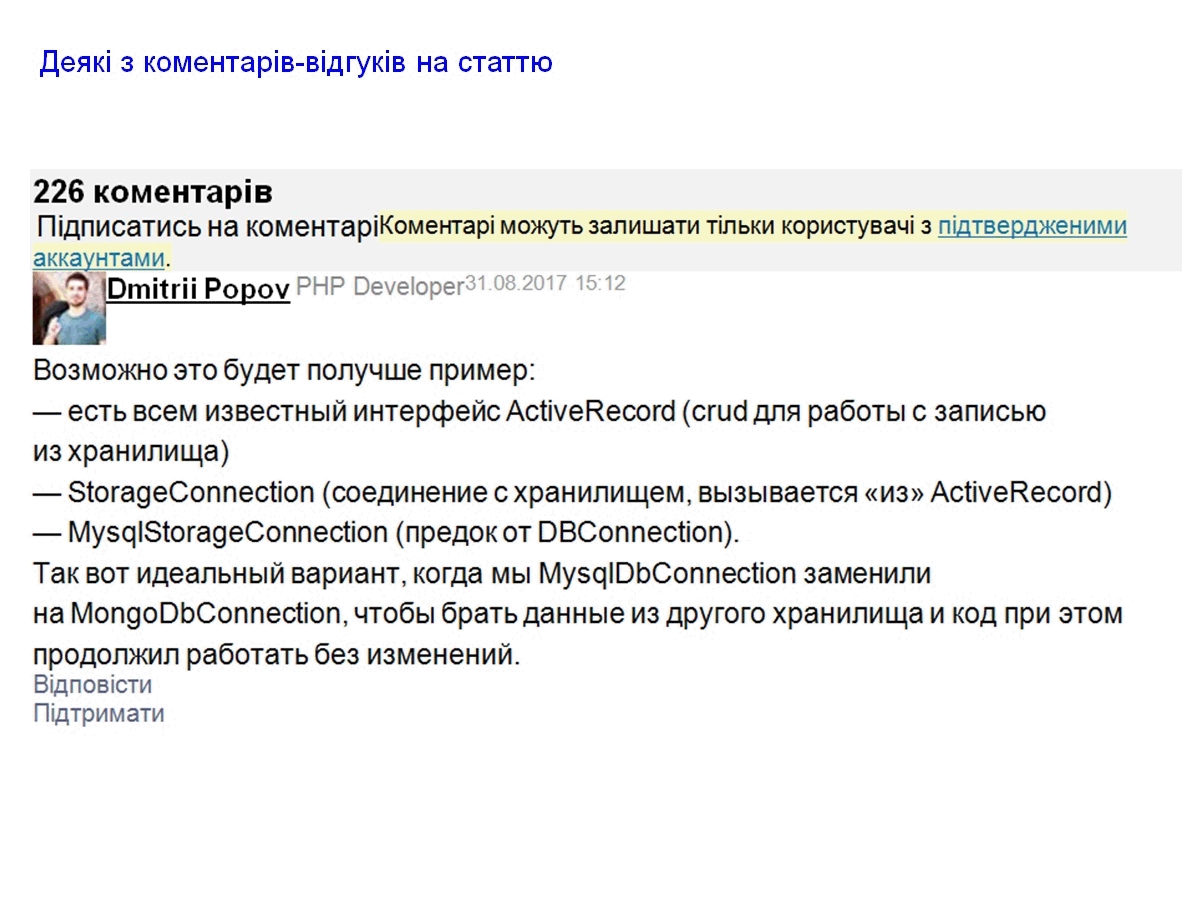 Деякі з коментарів-відгуків на статтю
226 коментарів
Підписатись на коментаріКоментарі можуть залишати тільки користувачі з підтвердженими
аккаунтами.
Dmitrii Popov PHP Developer31.08.2017 15:12
Возможно это будет получше пример:
— есть всем известный интерфейс ActiveRecord (crud для работы с записью
из хранилища)
— StorageConnection (соединение с хранилищем, вызывается «из» ActiveRecord)
— MysqlStorageConnection (предок от DBConnection).
Так вот идеальный вариант, когда мы MysqlDbConnection заменили
на MongoDbConnection, чтобы брать данные из другого хранилища и код при этом
продолжил работать без изменений.
Відповісти
Підтримати